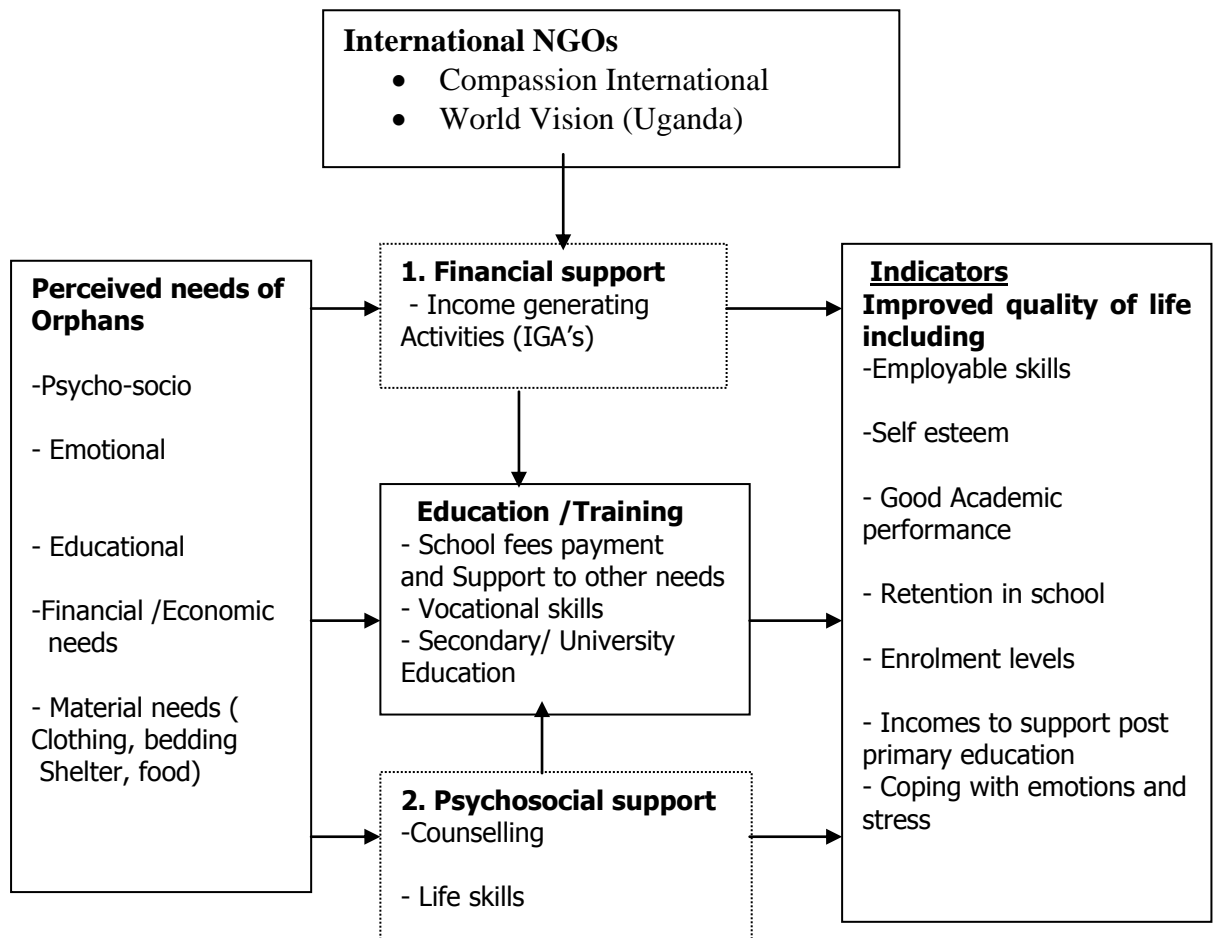 International NGOs
• Compassion International
• World Vision (Uganda)
Perceived needs of
Orphans
-Psycho-socio
- Emotional
- Educational
-Financial /Economic
needs
- Material needs (
Clothing, bedding
Shelter, food)
1. Financial support
- Income generating
Activities (IGA’s)
Education /Training
- School fees payment
and Support to other needs
- Vocational skills
- Secondary/ University
Education
2. Psychosocial support
-Counselling
- Life skills
Indicators
Improved quality of life
including
-Employable skills
-Self esteem
- Good Academic
performance
- Retention in school
- Enrolment levels
- Incomes to support post
primary education
- Coping with emotions and
stress